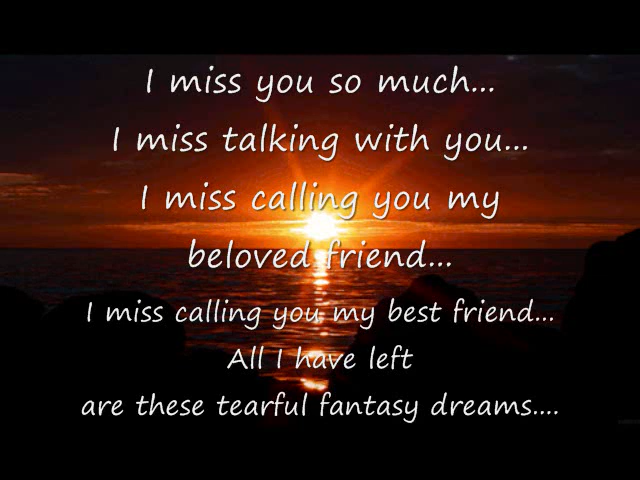 I miss you so much...
I miss talking with you...
I miss calling you my
beloved friend...
I miss calling you my best friend...
All I have left
are these tearful fantasy dreams....